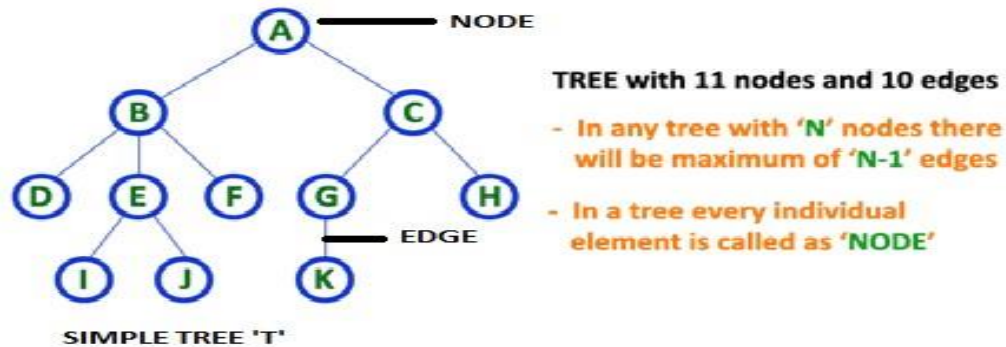 A
NODE
B
C
D
E
F
G
H
EDGE
I
J
K
SIMPLE TREE 'T'
TREE with 11 nodes and 10 edges
- In any tree with ‘N’ nodes there
will be maximum of ‘N-1’ edges
- In a tree every individual
element is called as ‘NODE’